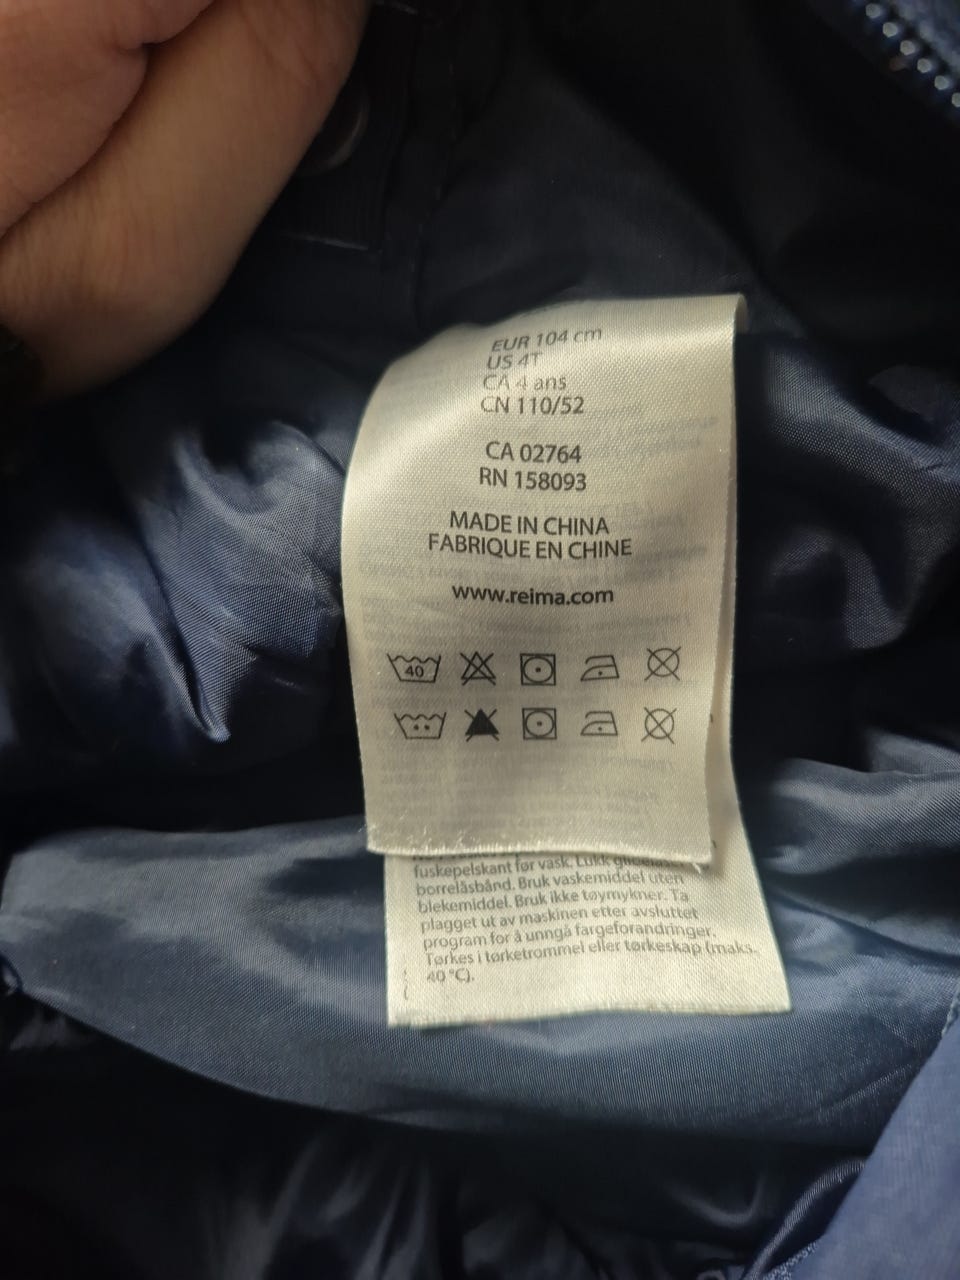 EUR 104 cm
US 4T
CA 4 ans
CN 110/52
CA 02764
RN 158093
MADE IN CHINA
FABRIQUE EN CHINE
www.reima.com
40
fuskepelskant før vask. Lukk
borrelåsbånd. Bruk vaskemiddel uten
blekemiddel. Bruk ikke tøymykner. Ta
plagget ut av maskinen etter avsluttet
program for å unngå fargeforandringer.
Tørkes i tørketrommel eller tørkeskap (maks.
40 °C).